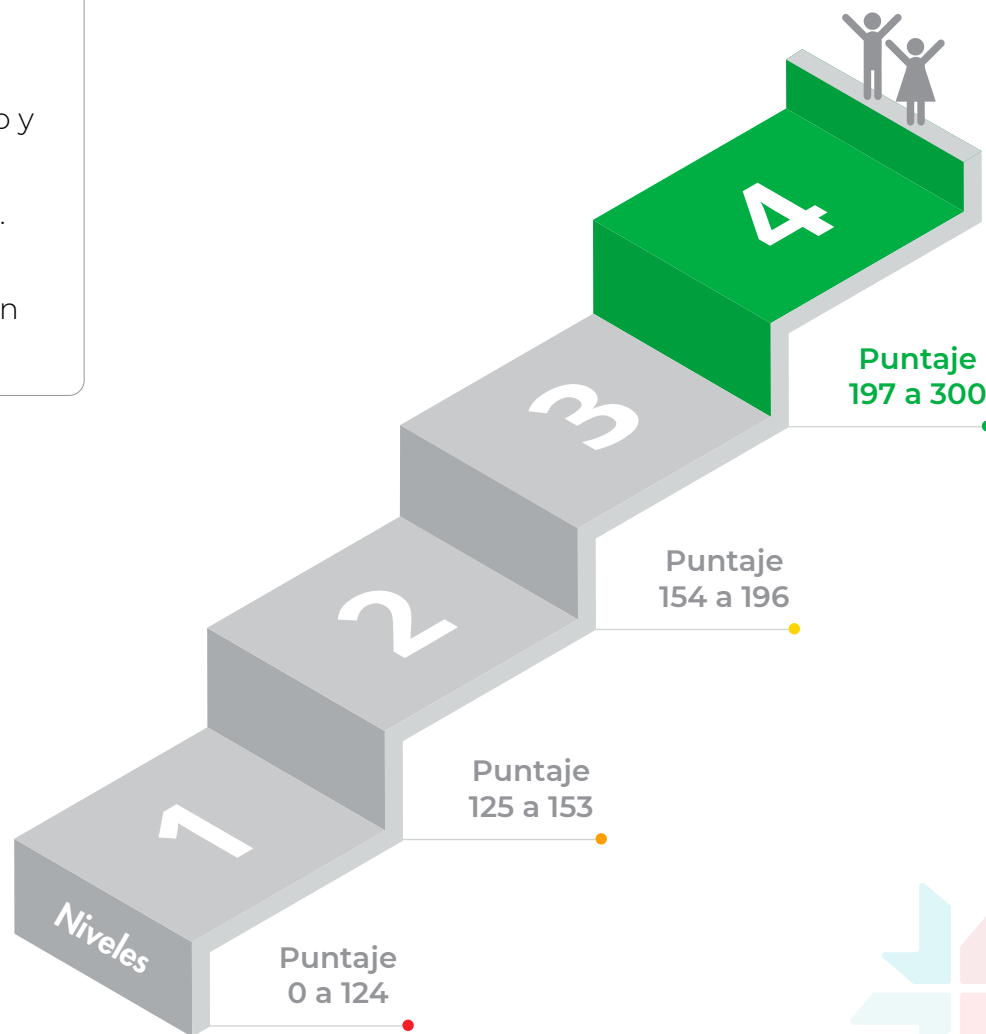 o y
.
n
4
Puntaje
197 a 300
3
Puntaje
154 a 196
2
Puntaje
125 a 153
1
Niveles
Puntaje
0 a 124